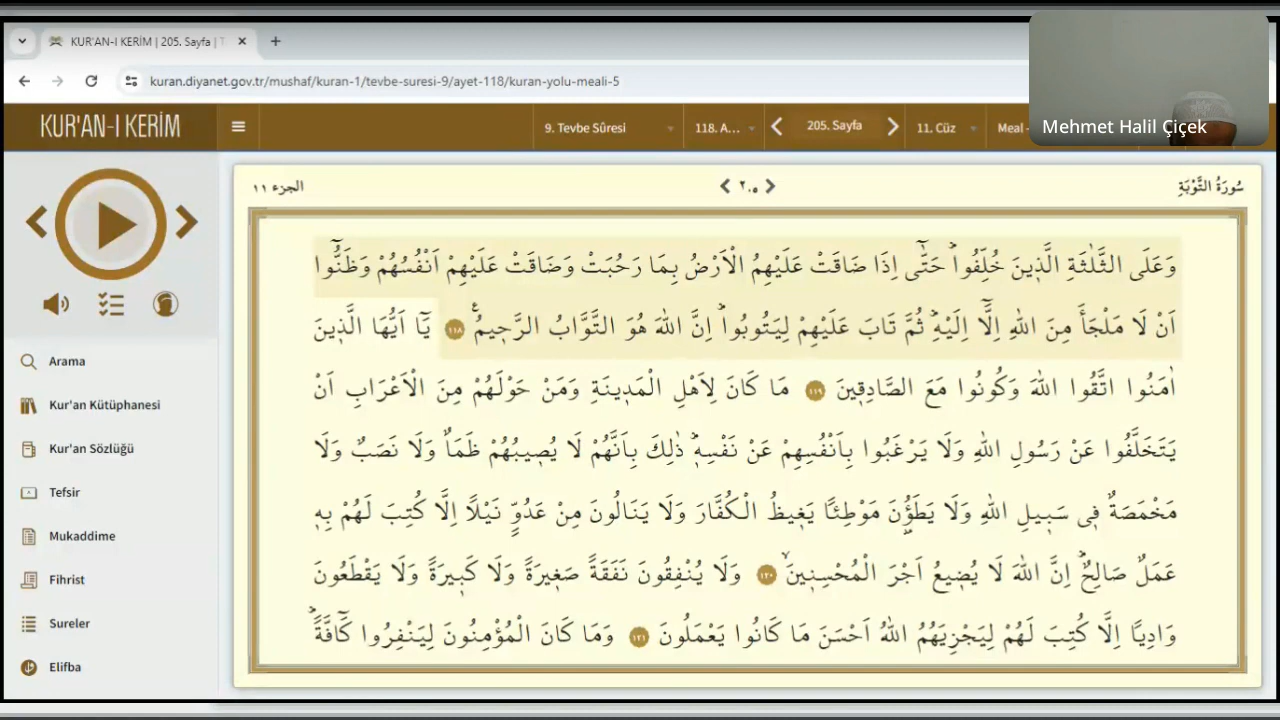 KUR'AN-I KERİM | 205. Sayfa | T
kuran.diyanet.gov.tr/mushaf/kuran-1/tevbe-suresi-9/ayet-118/kuran-yolu-meali-5
Mehmet Halil Çiçek
KUR'AN-I KERİM
9. Tevbe Sûresi
118. A...
205. Sayfa
11. Cüz
Meal -
الجزء ١١
٢٠٥
سُورَةُ التَّوْبَةِ
وَعَلَى الثَّلٰثَةِ الَّذ۪ينَ خُلِّفُواۜ حَتّٰٓى اِذَا ضَاقَتْ عَلَيْهِمُ الْاَرْضُ بِمَا رَحُبَتْ وَضَاقَتْ عَلَيْهِمْ اَنْفُسُهُمْ وَظَنُّٓوا
اَنْ لَا مَلْجَأَ مِنَ اللّٰهِ اِلَّٓا اِلَيْهِۜ ثُمَّ تَابَ عَلَيْهِمْ لِيَتُوبُواۜ اِنَّ اللّٰهَ هُوَ التَّوَّابُ الرَّح۪يمُ۟ ﴿١١٨﴾ يَٓا اَيُّهَا الَّذ۪ينَ
اٰمَنُوا اتَّقُوا اللّٰهَ وَكُونُوا مَعَ الصَّادِق۪ينَ ﴿١١٩﴾ مَا كَانَ لِاَهْلِ الْمَد۪ينَةِ وَمَنْ حَوْلَهُمْ مِنَ الْاَعْرَابِ اَنْ
يَتَخَلَّفُوا عَنْ رَسُولِ اللّٰهِ وَلَا يَرْغَبُوا بِاَنْفُسِهِمْ عَنْ نَفْسِه۪ۜ ذٰلِكَ بِاَنَّهُمْ لَا يُص۪يبُهُمْ ظَمَأٌ وَلَا نَصَبٌ وَلَا
مَخْمَصَةٌ ف۪ي سَب۪يلِ اللّٰهِ وَلَا يَطَؤُ۫نَ مَوْطِئًا يَغ۪يظُ الْكُفَّارَ وَلَا يَنَالُونَ مِنْ عَدُوٍّ نَيْلًا اِلَّا كُتِبَ لَهُمْ بِه۪
عَمَلٌ صَالِحٌۜ اِنَّ اللّٰهَ لَا يُض۪يعُ اَجْرَ الْمُحْسِن۪ينَۙ ﴿١٢٠﴾ وَلَا يُنْفِقُونَ نَفَقَةً صَغ۪يرَةً وَلَا كَب۪يرَةً وَلَا يَقْطَعُونَ
وَادِيًا اِلَّا كُتِبَ لَهُمْ لِيَجْزِيَهُمُ اللّٰهُ اَحْسَنَ مَا كَانُوا يَعْمَلُونَ ﴿١٢١﴾ وَمَا كَانَ الْمُؤْمِنُونَ لِيَنْفِرُوا كَٓافَّةًۜ
Arama
Kur'an Kütüphanesi
Kur'an Sözlüğü
Tefsir
Mukaddime
Fihrist
Sureler
Elifba